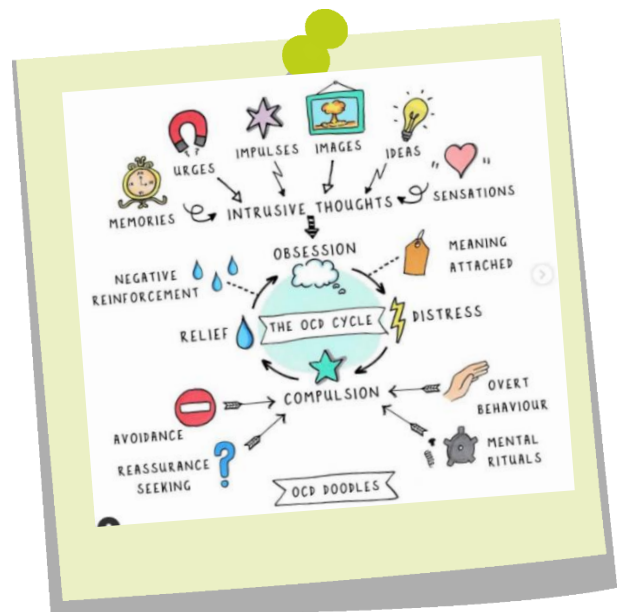 URGES
IMPULSES
IMAGES
IDEAS
MEMORIES
INTRUSIVE THOUGHTS
SENSATIONS
OBSESSION
MEANING
ATTACHED
NEGATIVE
REINFORCEMENT
RELIEF
THE OCD CYCLE
DISTRESS
COMPULSION
OVERT
BEHAVIOUR
AVOIDANCE
REASSURANCE
SEEKING
MENTAL
RITUALS
OCD DOODLES